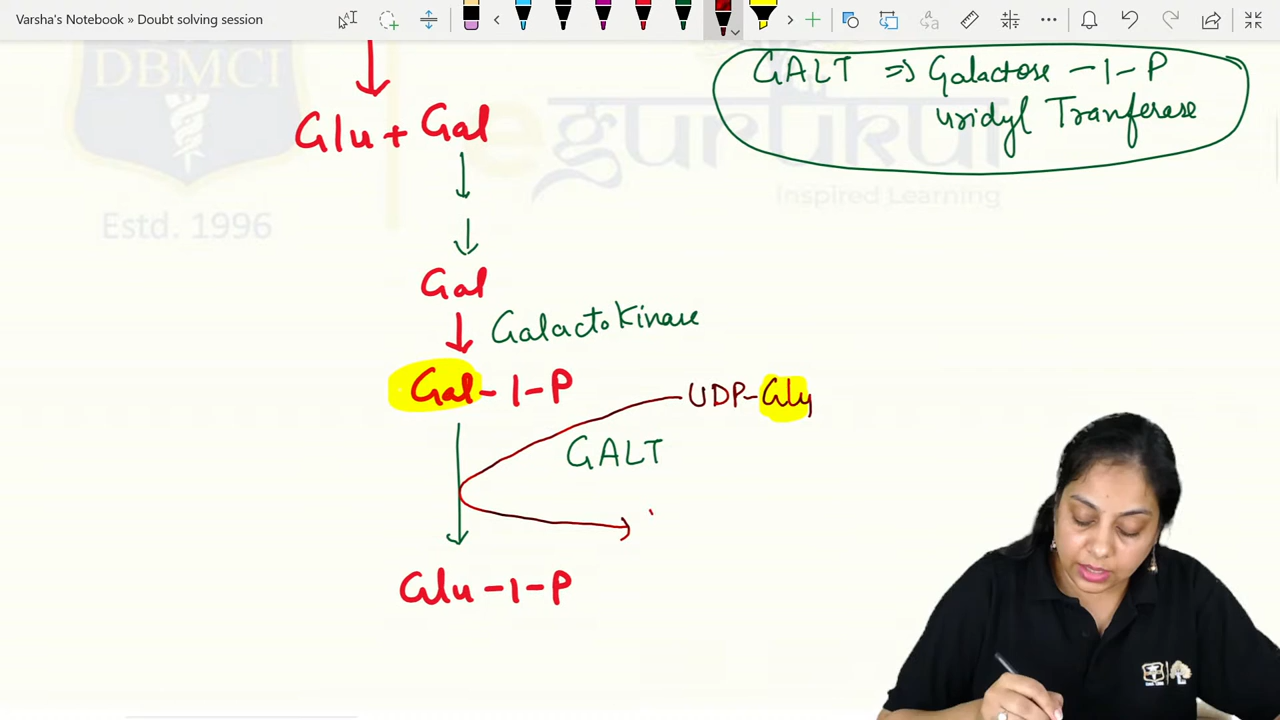 Varsha's Notebook » Doubt solving session
DBMCI
Estd. 1996
eGurukul
Inspired Learning
GALT => Galactose -1-P
uridyl Tranferase
Glu + Gal
Gal
Galactokinase
Gal-1-P
UDP-Glu
GALT
Glu-1-P